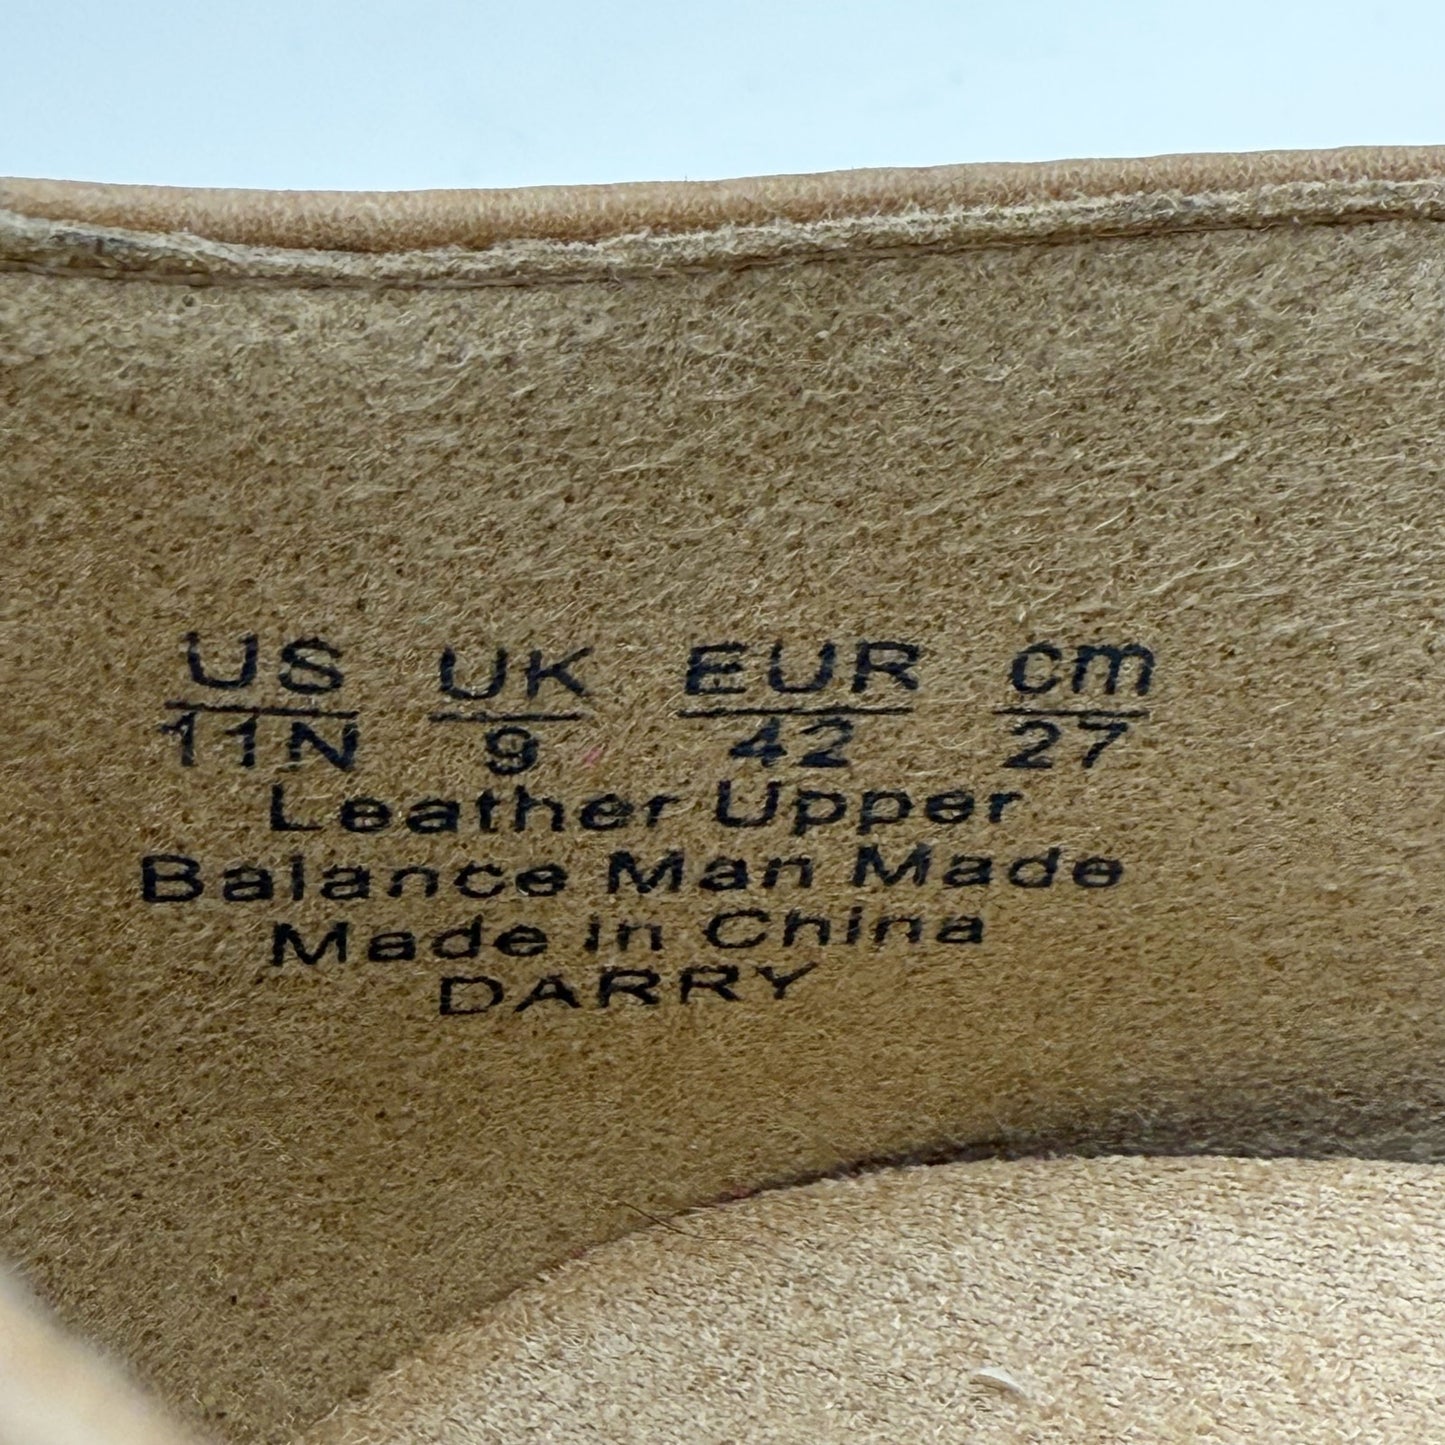 US UK EUR cm
11N 9 42 27
Leather Upper
Balance Man Made
Made in China
DARRY